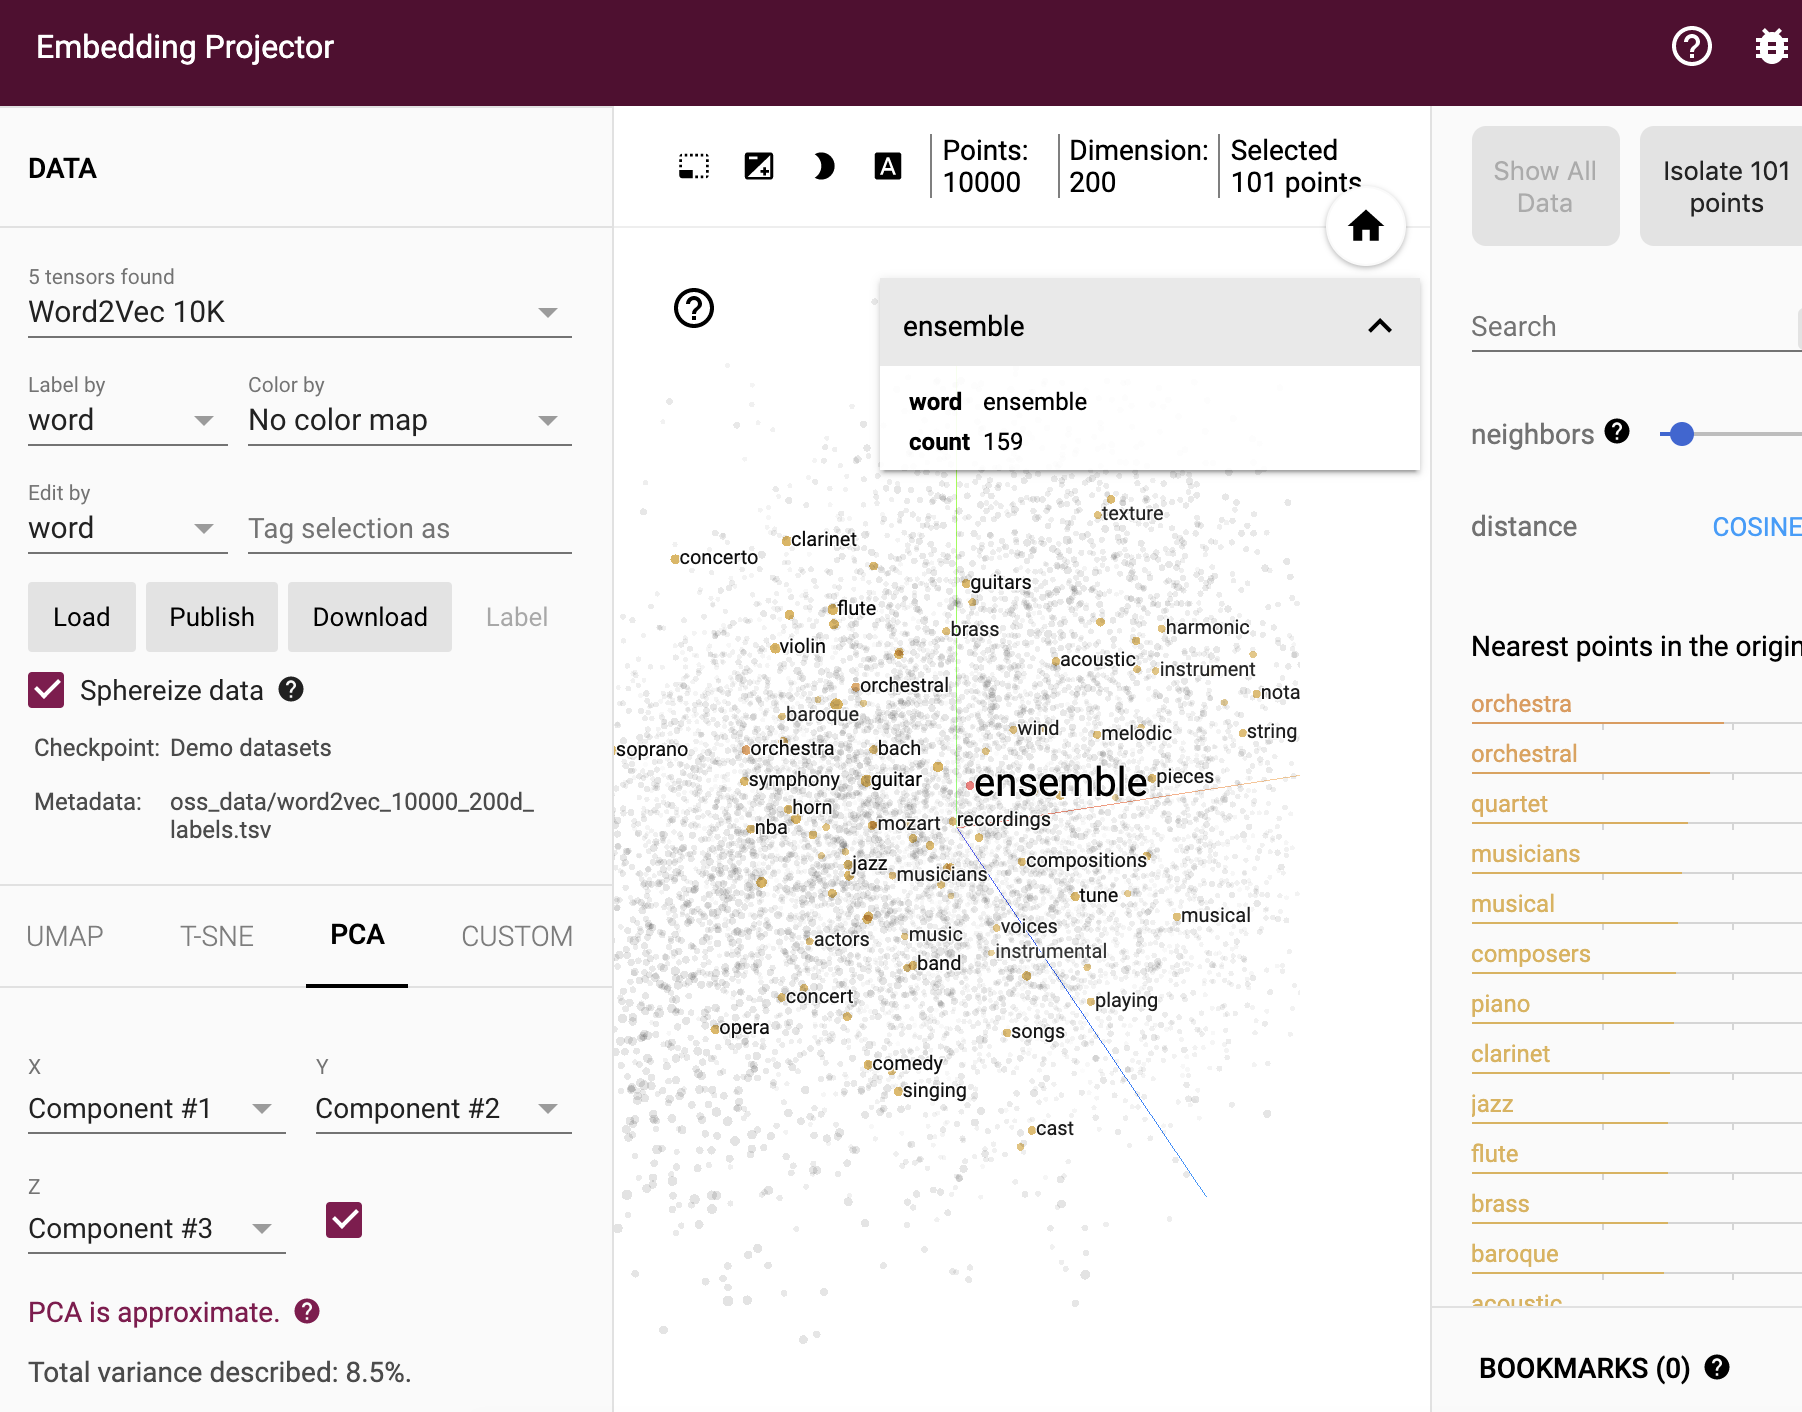 Embedding Projector
DATA
5 tensors found
Word2Vec 10K
Label by
word
Color by
No color map
Edit by
word
Tag selection as
Load
Publish
Download
Label
Sphereize data
Checkpoint: Demo datasets
Metadata: oss_data/word2vec_10000_200d_
labels.tsv
UMAP
T-SNE
PCA
CUSTOM
X
Component #1
Y
Component #2
Z
Component #3
PCA is approximate.
Total variance described: 8.5%.
A
Points:
10000
Dimension:
200
Selected
101 points
ensemble
word ensemble
count 159
texture
clarinet
concerto
guitars
flute
brass
harmonic
violin
acoustic
instrument
orchestral
nota
baroque
wind
melodic
string
soprano
orchestra
bach
symphony
guitar
ensemble
pieces
horn
nba
mozart
recordings
jazz
musicians
compositions
tune
musical
actors
music
voices
instrumental
band
concert
playing
opera
songs
comedy
singing
cast
Show All
Data
Isolate 101
points
Search
neighbors
distance
COSINE
Nearest points in the origin
orchestra
orchestral
quartet
musicians
musical
composers
piano
clarinet
jazz
flute
brass
baroque
acoustic
BOOKMARKS (0)